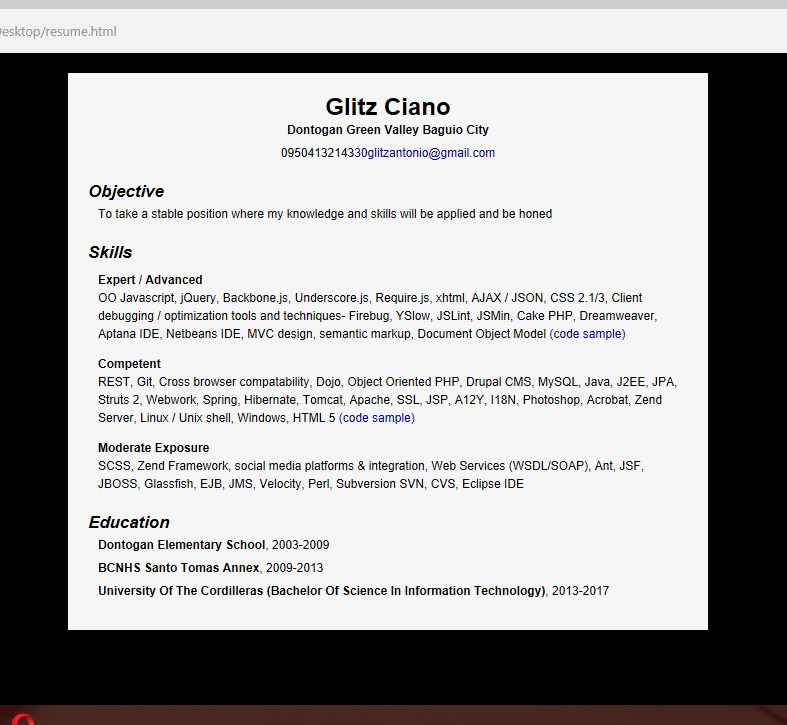 Desktop/resume.html
Glitz Ciano
Dontogan Green Valley Baguio City
0950413214330glitzantonio@gmail.com
Objective
To take a stable position where my knowledge and skills will be applied and be honed
Skills
Expert / Advanced
OO Javascript, jQuery, Backbone.js, Underscore.js, Require.js, xhtml, AJAX / JSON, CSS 2.1/3, Client
debugging / optimization tools and techniques- Firebug, YSlow, JSLint, JSMin, Cake PHP, Dreamweaver,
Aptana IDE, Netbeans IDE, MVC design, semantic markup, Document Object Model (code sample)
Competent
REST, Git, Cross browser compatability, Dojo, Object Oriented PHP, Drupal CMS, MySQL, Java, J2EE, JPA,
Struts 2, Webwork, Spring, Hibernate, Tomcat, Apache, SSL, JSP, A12Y, I18N, Photoshop, Acrobat, Zend
Server, Linux / Unix shell, Windows, HTML 5 (code sample)
Moderate Exposure
SCSS, Zend Framework, social media platforms & integration, Web Services (WSDL/SOAP), Ant, JSF,
JBOSS, Glassfish, EJB, JMS, Velocity, Perl, Subversion SVN, CVS, Eclipse IDE
Education
Dontogan Elementary School, 2003-2009
BCNHS Santo Tomas Annex, 2009-2013
University Of The Cordilleras (Bachelor Of Science In Information Technology), 2013-2017